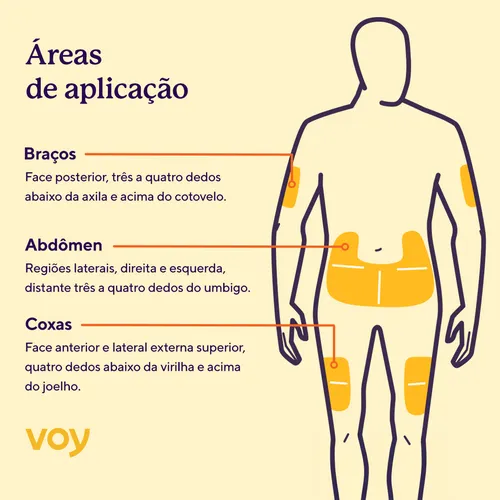 Áreas
de aplicação
Braços
Face posterior, três a quatro dedos
abaixo da axila e acima do cotovelo.
Abdômen
Regiões laterais, direita e esquerda,
distante três a quatro dedos do umbigo.
Coxas
Face anterior e lateral externa superior,
quatro dedos abaixo da virilha e acima
do joelho.
voy